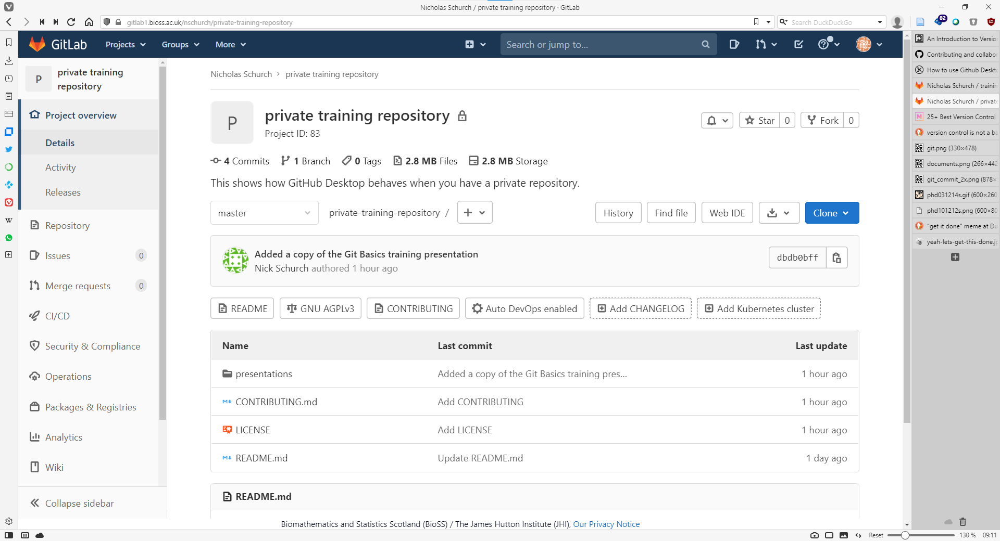 Nicholas Schurch / private training repository · GitLab
gitlab1.bioss.ac.uk/nschurch/private-training-repository
Search DuckDuckGo
82
GitLab
Projects
Groups
More
Search or jump to...
P
private training
repository
Project overview
Details
Activity
Releases
Repository
Issues
0
Merge requests
0
CI/CD
Security & Compliance
Operations
Packages & Registries
Analytics
Wiki
Collapse sidebar
Nicholas Schurch > private training repository
P
private training repository
Project ID: 83
Star 0
Fork 0
4 Commits
1 Branch
0 Tags
2.8 MB Files
2.8 MB Storage
This shows how GitHub Desktop behaves when you have a private repository.
master
private-training-repository /
History
Find file
Web IDE
Clone
Added a copy of the Git Basics training presentation
Nick Schurch authored 1 hour ago
dbdb0bff
README
GNU AGPLv3
CONTRIBUTING
Auto DevOps enabled
Add CHANGELOG
Add Kubernetes cluster
Name Last commit Last update
presentations Added a copy of the Git Basics training pres... 1 hour ago
CONTRIBUTING.md Add CONTRIBUTING 1 hour ago
LICENSE Add LICENSE 1 hour ago
README.md Update README.md 1 day ago
README.md
Biomathematics and Statistics Scotland (BioSS) / The James Hutton Institute (JHI), Our Privacy Notice
An Introduction to Versio
Contributing and collabor
How to use Github Deskt
Nicholas Schurch / trainin
Nicholas Schurch / private
25+ Best Version Control
version control is not a ba
git.png (330×478)
documents.png (266×442
git_commit_2x.png (878×
phd031214s.gif (600×260
phd101212s.png (600×80
"get it done" meme at Du
yeah-lets-get-this-done.j
Reset
130 %
09:11